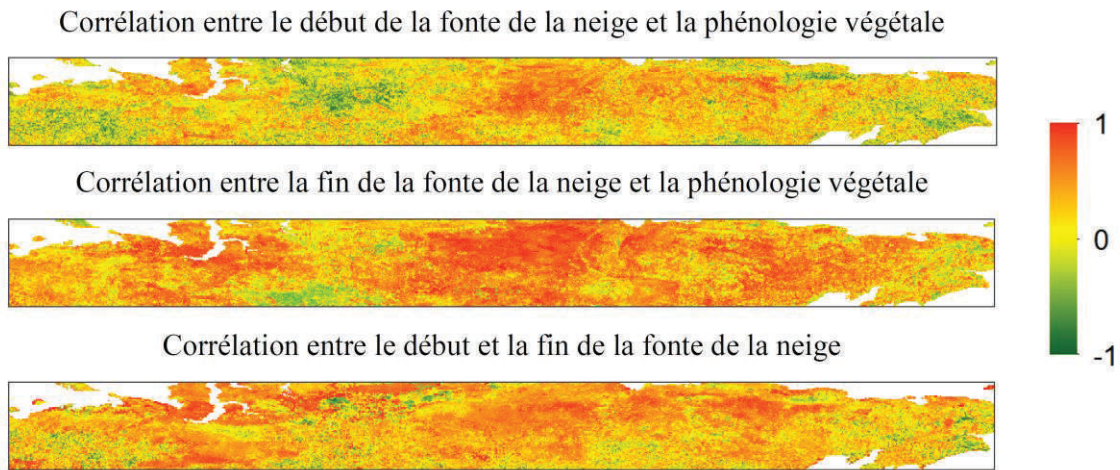 Corrélation entre le début de la fonte de la neige et la phénologie végétale
Corrélation entre la fin de la fonte de la neige et la phénologie végétale
Corrélation entre le début et la fin de la fonte de la neige
1
0
-1